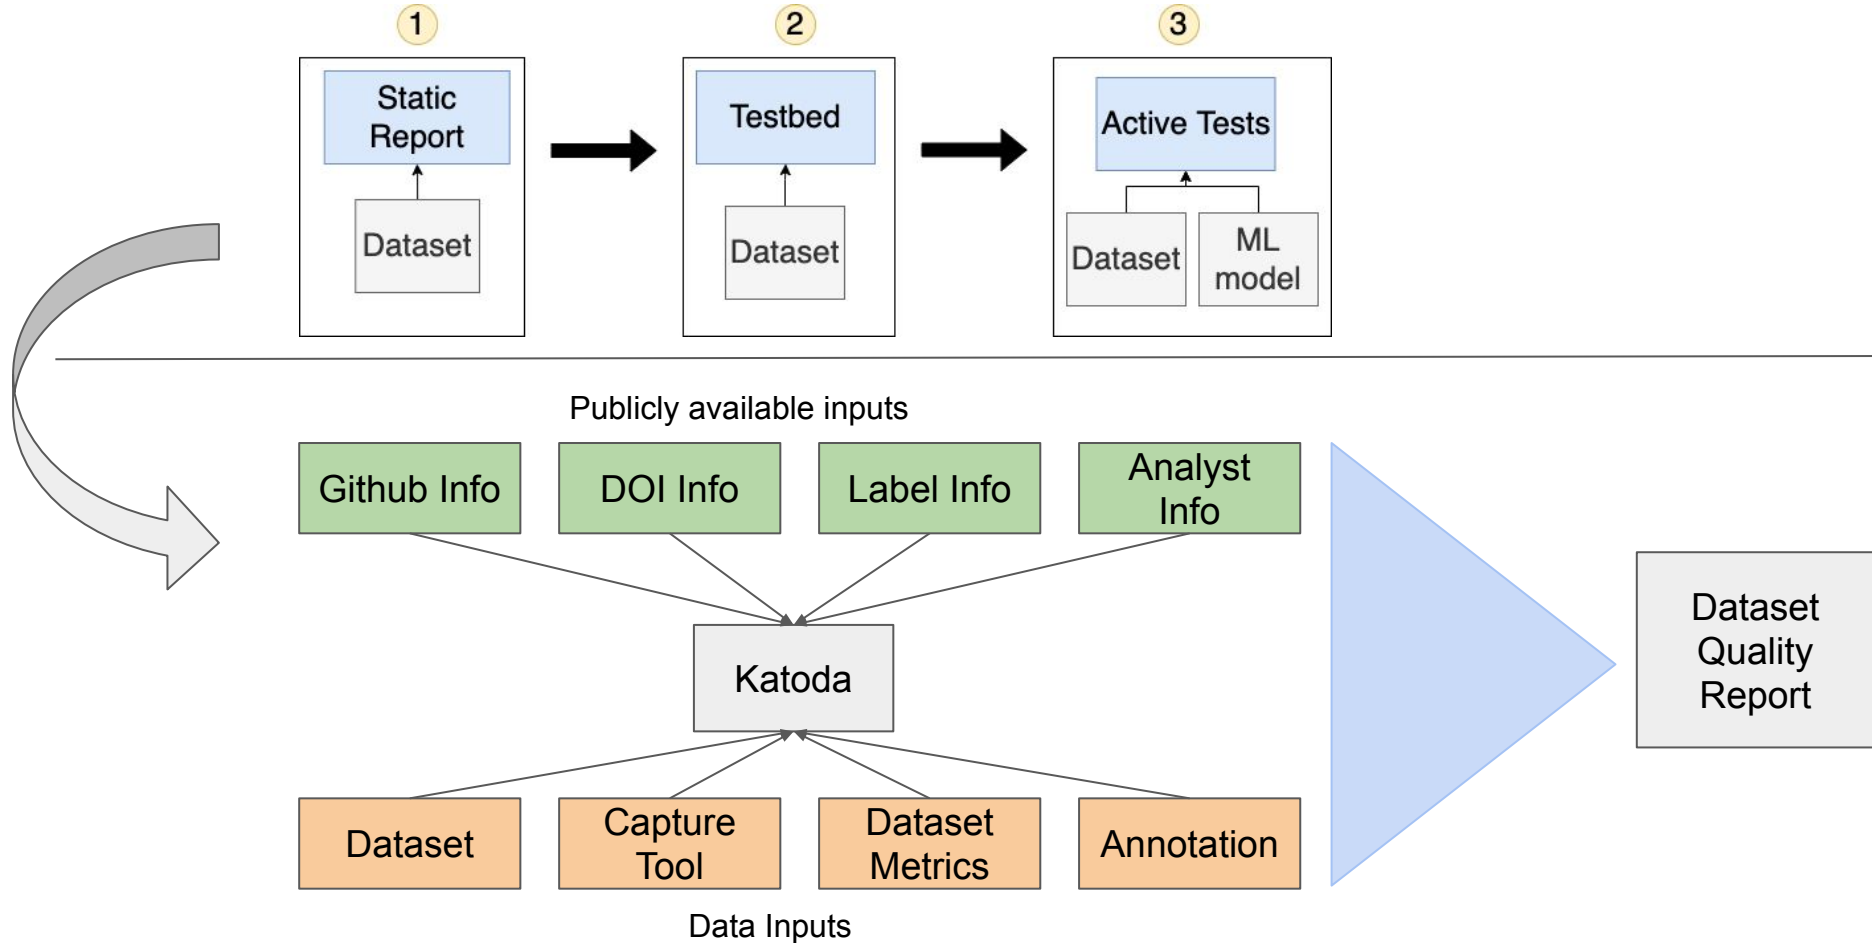 1
2
3
Static
Report
Dataset
Testbed
Dataset
Active Tests
Dataset
ML
model
Publicly available inputs
Github Info
DOI Info
Label Info
Analyst
Info
Katoda
Dataset
Capture
Tool
Dataset
Metrics
Annotation
Data Inputs
Dataset
Quality
Report